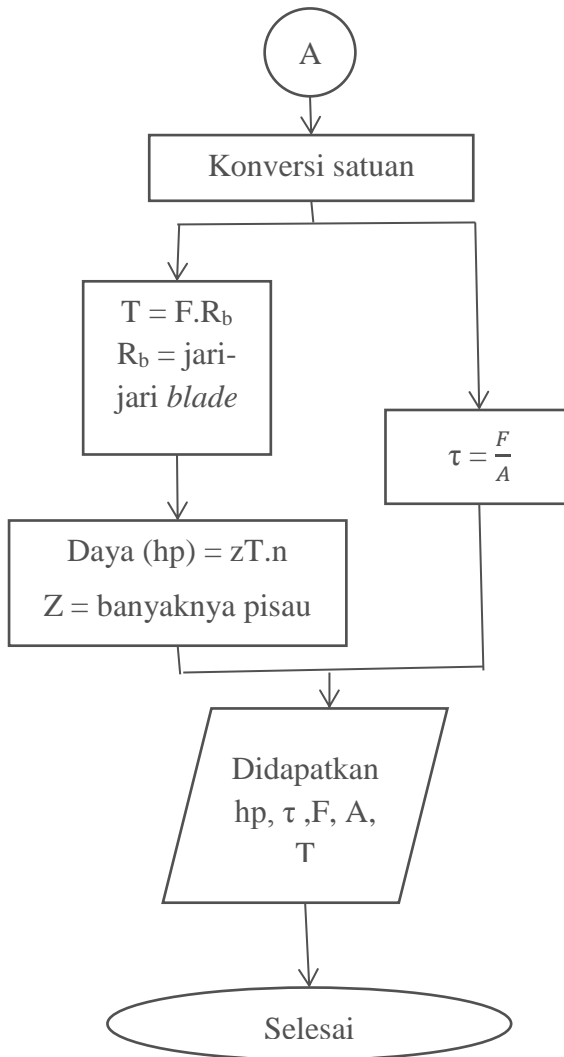 A
Konversi satuan
T = F.Rb
Rb = jari-
jari blade
τ = F/A
Daya (hp) = zT.n
Z = banyaknya pisau
Didapatkan
hp, τ ,F, A,
T
Selesai